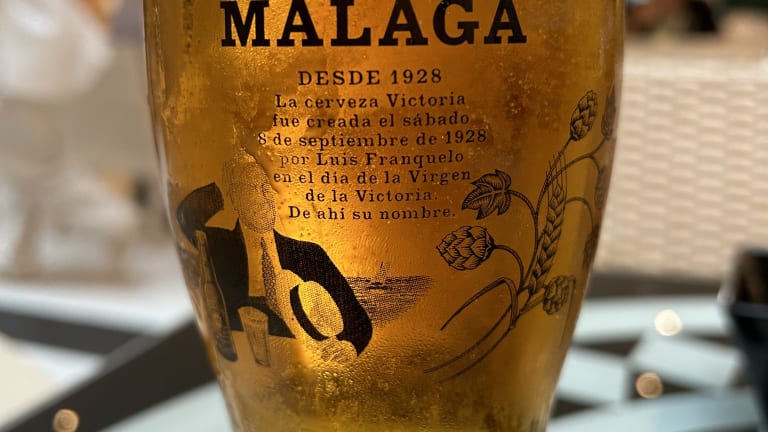 MALAGA
DESDE 1928
La cerveza Victoria
fue creada el sábado
8 de septiembre de 1928
por Luis Franquelo
en el día de la Virgen
de la Victoria.
De ahí su nombre.